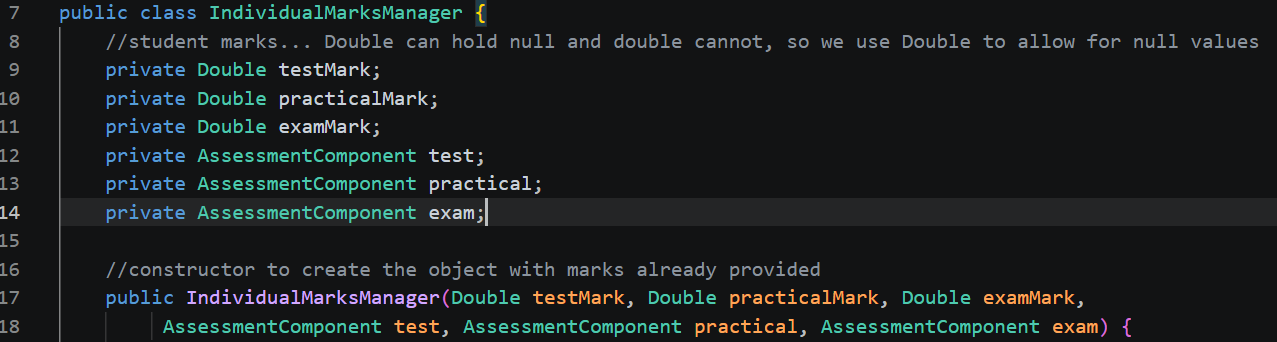 7 public class IndividualMarksManager {
8 //student marks... Double can hold null and double cannot, so we use Double to allow for null values
9 private Double testMark;
10 private Double practicalMark;
11 private Double examMark;
12 private AssessmentComponent test;
13 private AssessmentComponent practical;
14 private AssessmentComponent exam;
15
16 //constructor to create the object with marks already provided
17 public IndividualMarksManager(Double testMark, Double practicalMark, Double examMark,
18 AssessmentComponent test, AssessmentComponent practical, AssessmentComponent exam) {